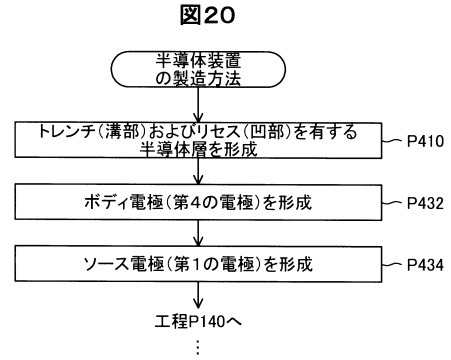 図20
半導体装置
の製造方法
トレンチ(溝部)およびリセス(凹部)を有する
半導体層を形成
P410
ボディ電極(第4の電極)を形成
P432
ソース電極(第1の電極)を形成
P434
工程P140へ
⋮